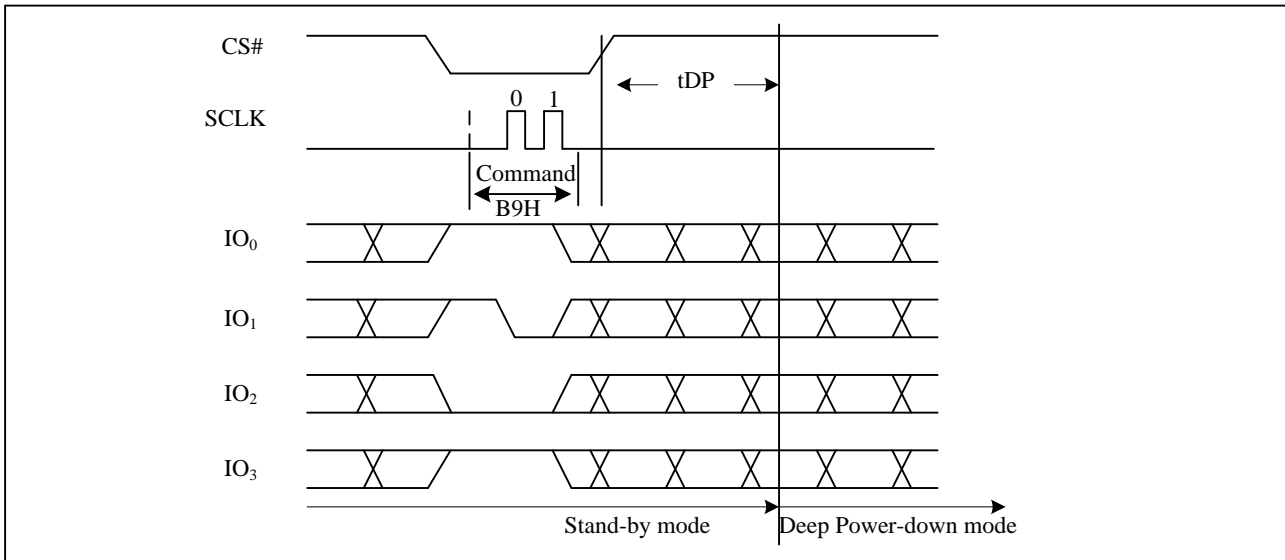 CS#
tDP
0 1
SCLK
Command
B9H
IO₀
IO₁
IO₂
IO₃
Stand-by mode
Deep Power-down mode